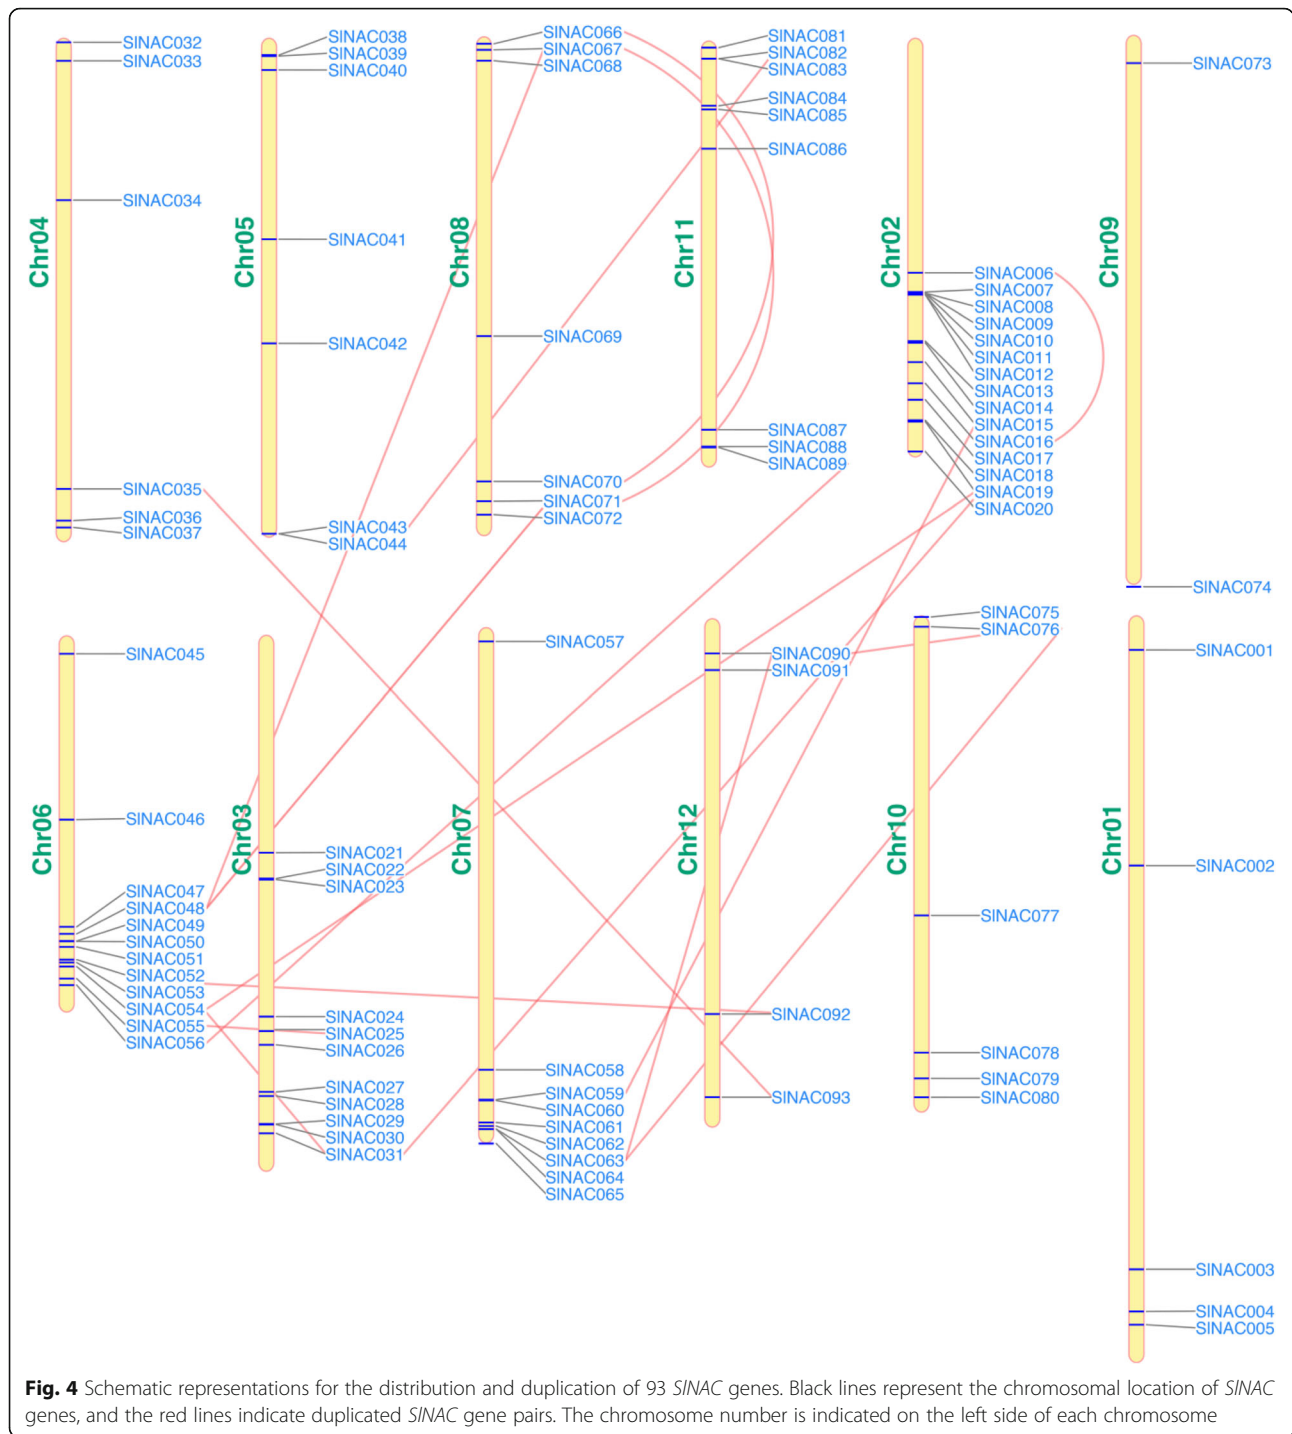 Chr04
SlNAC032
SlNAC033
SlNAC034
SlNAC035
SlNAC036
SlNAC037
Chr05
SlNAC038
SlNAC039
SlNAC040
SlNAC041
SlNAC042
SlNAC043
SlNAC044
Chr08
SlNAC066
SlNAC067
SlNAC068
SlNAC069
SlNAC070
SlNAC071
SlNAC072
Chr11
SlNAC081
SlNAC082
SlNAC083
SlNAC084
SlNAC085
SlNAC086
SlNAC087
SlNAC088
SlNAC089
Chr02
SlNAC006
SlNAC007
SlNAC008
SlNAC009
SlNAC010
SlNAC011
SlNAC012
SlNAC013
SlNAC014
SlNAC015
SlNAC016
SlNAC017
SlNAC018
SlNAC019
SlNAC020
Chr09
SlNAC073
SlNAC074
Chr06
SlNAC045
SlNAC046
SlNAC047
SlNAC048
SlNAC049
SlNAC050
SlNAC051
SlNAC052
SlNAC053
SlNAC054
SlNAC055
SlNAC056
Chr03
SlNAC021
SlNAC022
SlNAC023
SlNAC024
SlNAC025
SlNAC026
SlNAC027
SlNAC028
SlNAC029
SlNAC030
SlNAC031
Chr07
SlNAC057
SlNAC058
SlNAC059
SlNAC060
SlNAC061
SlNAC062
SlNAC063
SlNAC064
SlNAC065
Chr12
SlNAC090
SlNAC091
SlNAC092
SlNAC093
Chr10
SlNAC075
SlNAC076
SlNAC077
SlNAC078
SlNAC079
SlNAC080
Chr01
SlNAC001
SlNAC002
SlNAC003
SlNAC004
SlNAC005
Fig. 4 Schematic representations for the distribution and duplication of 93 SlNAC genes. Black lines represent the chromosomal location of SlNAC
genes, and the red lines indicate duplicated SlNAC gene pairs. The chromosome number is indicated on the left side of each chromosome